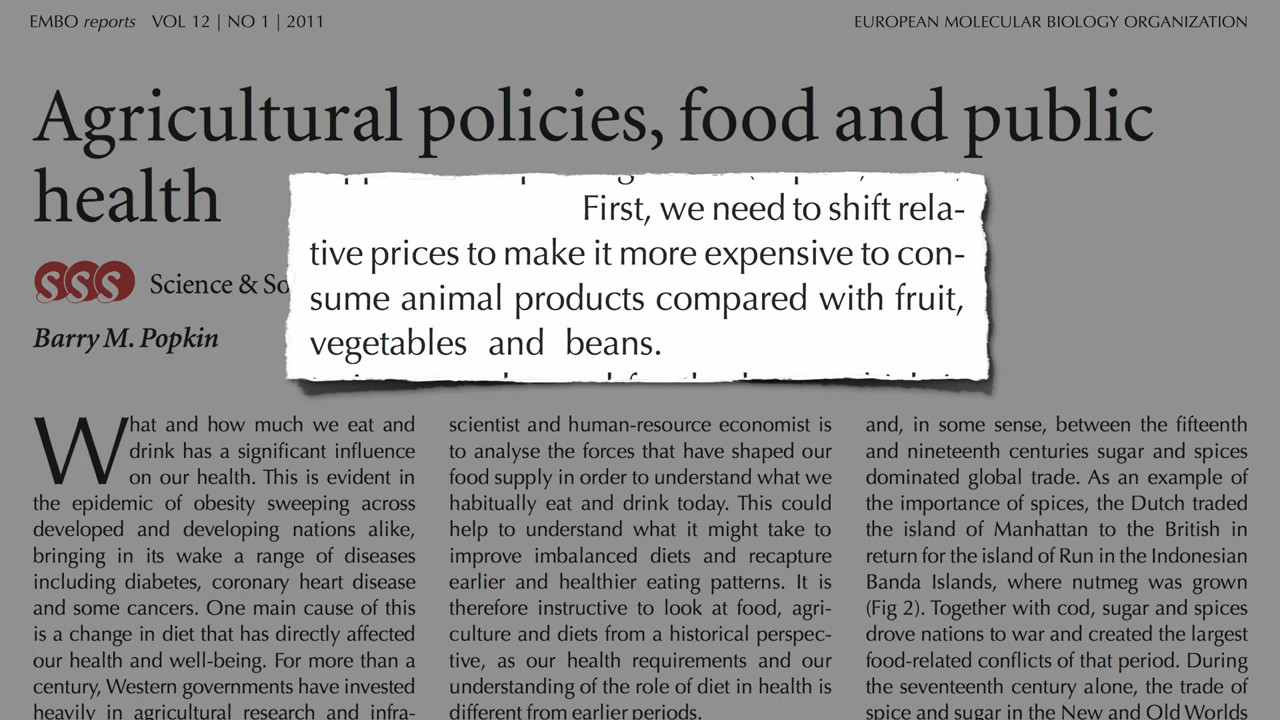 EMBO reports VOL 12 | NO 1 | 2011
EUROPEAN MOLECULAR BIOLOGY ORGANIZATION
Agricultural policies, food and public
health
SSS Science & So
Barry M. Popkin
First, we need to shift rela-
tive prices to make it more expensive to con-
sume animal products compared with fruit,
vegetables and beans.
What and how much we eat and
drink has a significant influence
on our health. This is evident in
the epidemic of obesity sweeping across
developed and developing nations alike,
bringing in its wake a range of diseases
including diabetes, coronary heart disease
and some cancers. One main cause of this
is a change in diet that has directly affected
our health and well-being. For more than a
century, Western governments have invested
heavily in agricultural research and infra-
scientist and human-resource economist is
to analyse the forces that have shaped our
food supply in order to understand what we
habitually eat and drink today. This could
help to understand what it might take to
improve imbalanced diets and recapture
earlier and healthier eating patterns. It is
therefore instructive to look at food, agri-
culture and diets from a historical perspec-
tive, as our health requirements and our
understanding of the role of diet in health is
different from earlier periods.
and, in some sense, between the fifteenth
and nineteenth centuries sugar and spices
dominated global trade. As an example of
the importance of spices, the Dutch traded
the island of Manhattan to the British in
return for the island of Run in the Indonesian
Banda Islands, where nutmeg was grown
(Fig 2). Together with cod, sugar and spices
drove nations to war and created the largest
food-related conflicts of that period. During
the seventeenth century alone, the trade of
spice and sugar in the New and Old Worlds